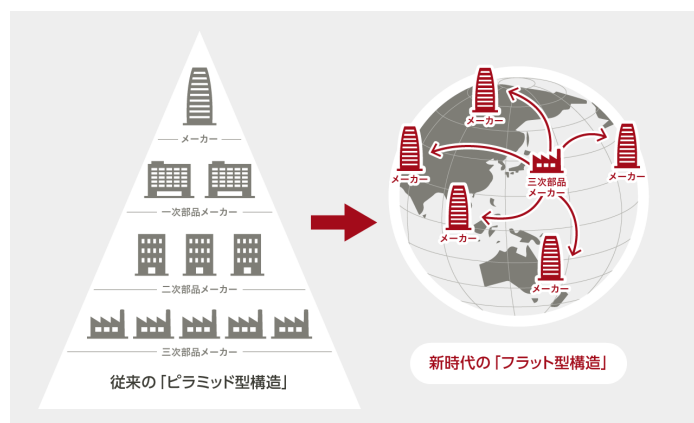 メーカー
一次部品メーカー
二次部品メーカー
三次部品メーカー
従来の「ピラミッド型構造」
メーカー
メーカー
メーカー
三次部品
メーカー
メーカー
メーカー
新時代の「フラット型構造」